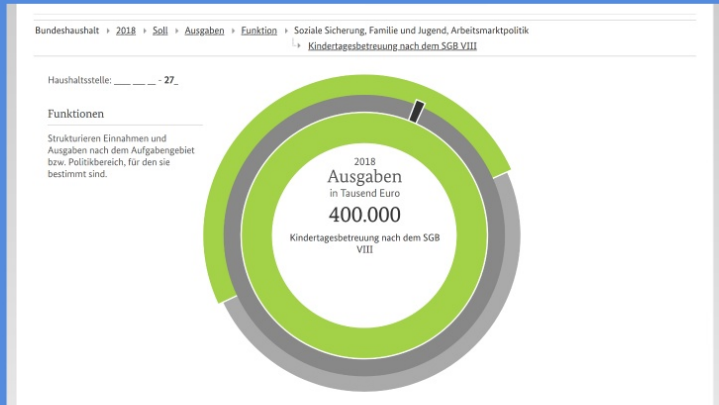 Bundeshaushalt › 2018 › Soll › Ausgaben › Funktion › Soziale Sicherung, Familie und Jugend, Arbeitsmarktpolitik
Kindertagesbetreuung nach dem SGB VIII
Haushaltsstelle: ___ ___ __ - 27_
Funktionen
Strukturieren Einnahmen und
Ausgaben nach dem Aufgabengebiet
bzw. Politikbereich, für den sie
bestimmt sind.
2018
Ausgaben
in Tausend Euro
400.000
Kindertagesbetreuung nach dem SGB
VIII